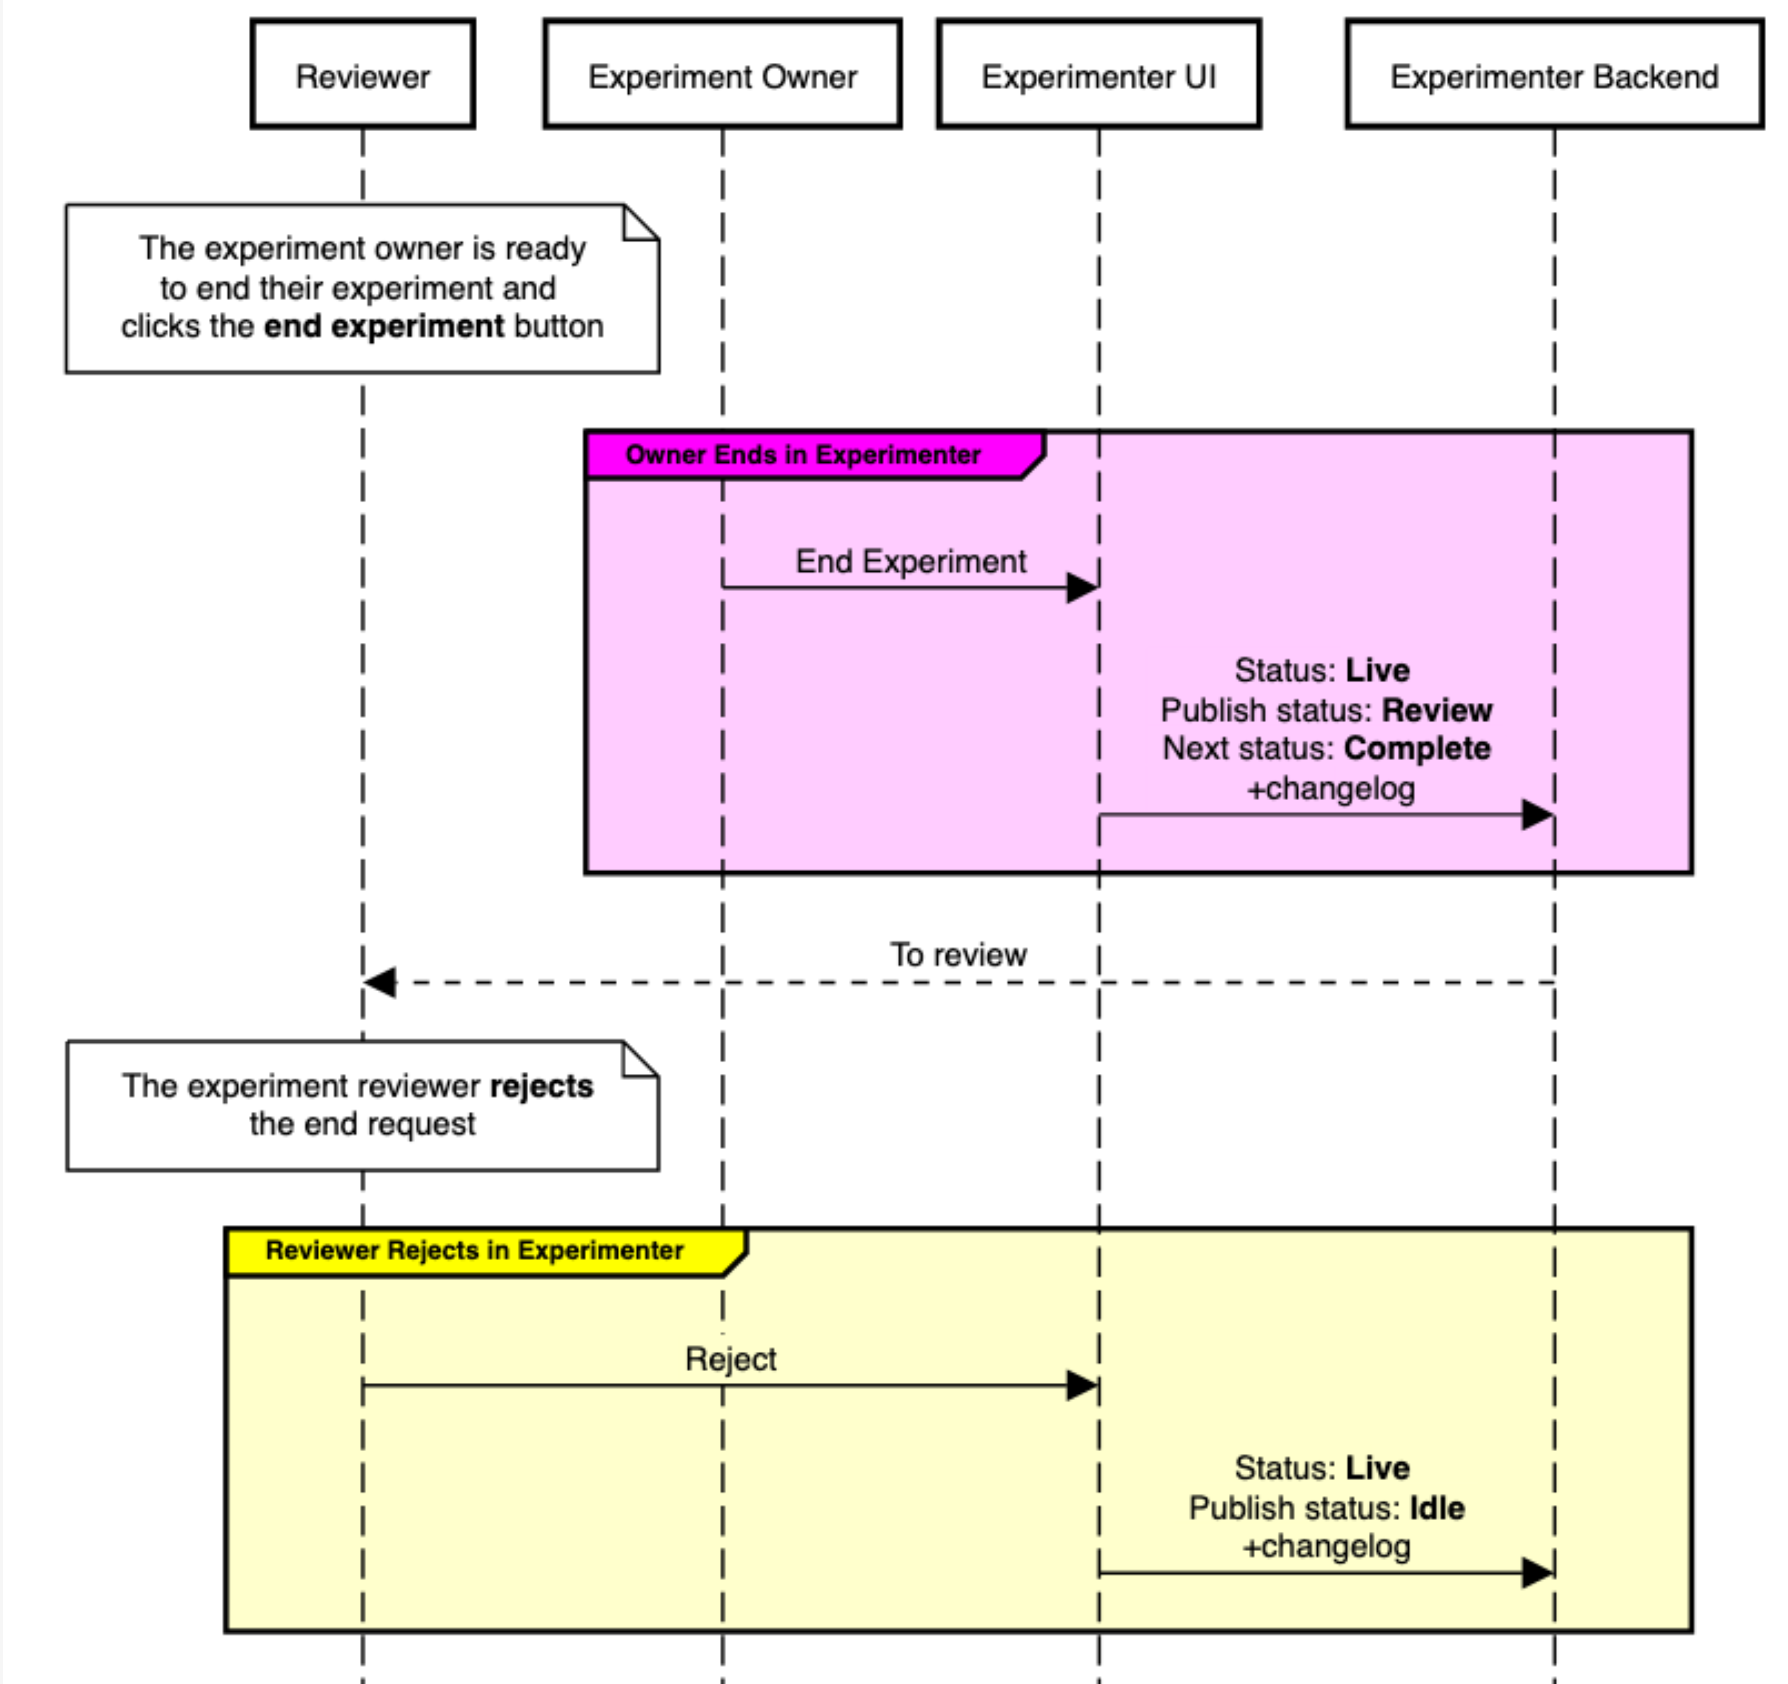 Reviewer
Experiment Owner
Experimenter UI
Experimenter Backend
The experiment owner is ready
to end their experiment and
clicks the end experiment button
Owner Ends in Experimenter
End Experiment
Status: Live
Publish status: Review
Next status: Complete
+changelog
To review
The experiment reviewer rejects
the end request
Reviewer Rejects in Experimenter
Reject
Status: Live
Publish status: Idle
+changelog